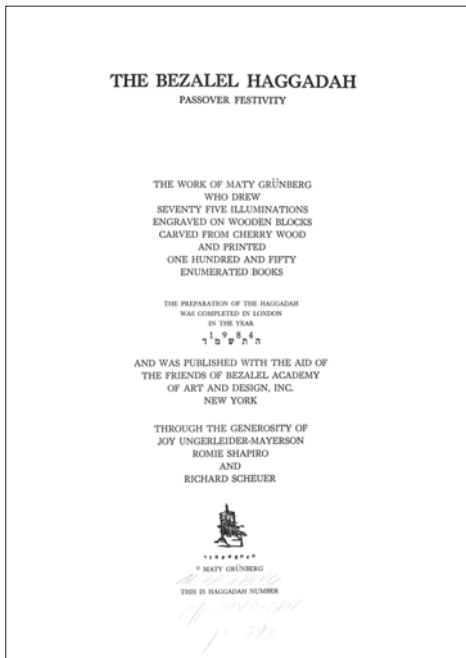 THE BEZALEL HAGGADAH
PASSOVER FESTIVITY
THE WORK OF MATY GRÜNBERG
WHO DREW
SEVENTY FIVE ILLUMINATIONS
ENGRAVED ON WOODEN BLOCKS
CARVED FROM CHERRY WOOD
AND PRINTED
ONE HUNDRED AND FIFTY
ENUMERATED BOOKS
THE PREPARATION OF THE HAGGADAH
WAS COMPLETED IN LONDON
IN THE YEAR
1984
התשמד
AND WAS PUBLISHED WITH THE AID OF
THE FRIENDS OF BEZALEL ACADEMY
OF ART AND DESIGN, INC.
NEW YORK
THROUGH THE GENEROSITY OF
JOY UNGERLEIDER-MAYERSON
ROMIE SHAPIRO
AND
RICHARD SCHEUER
© MATY GRÜNBERG
THIS IS HAGGADAH NUMBER